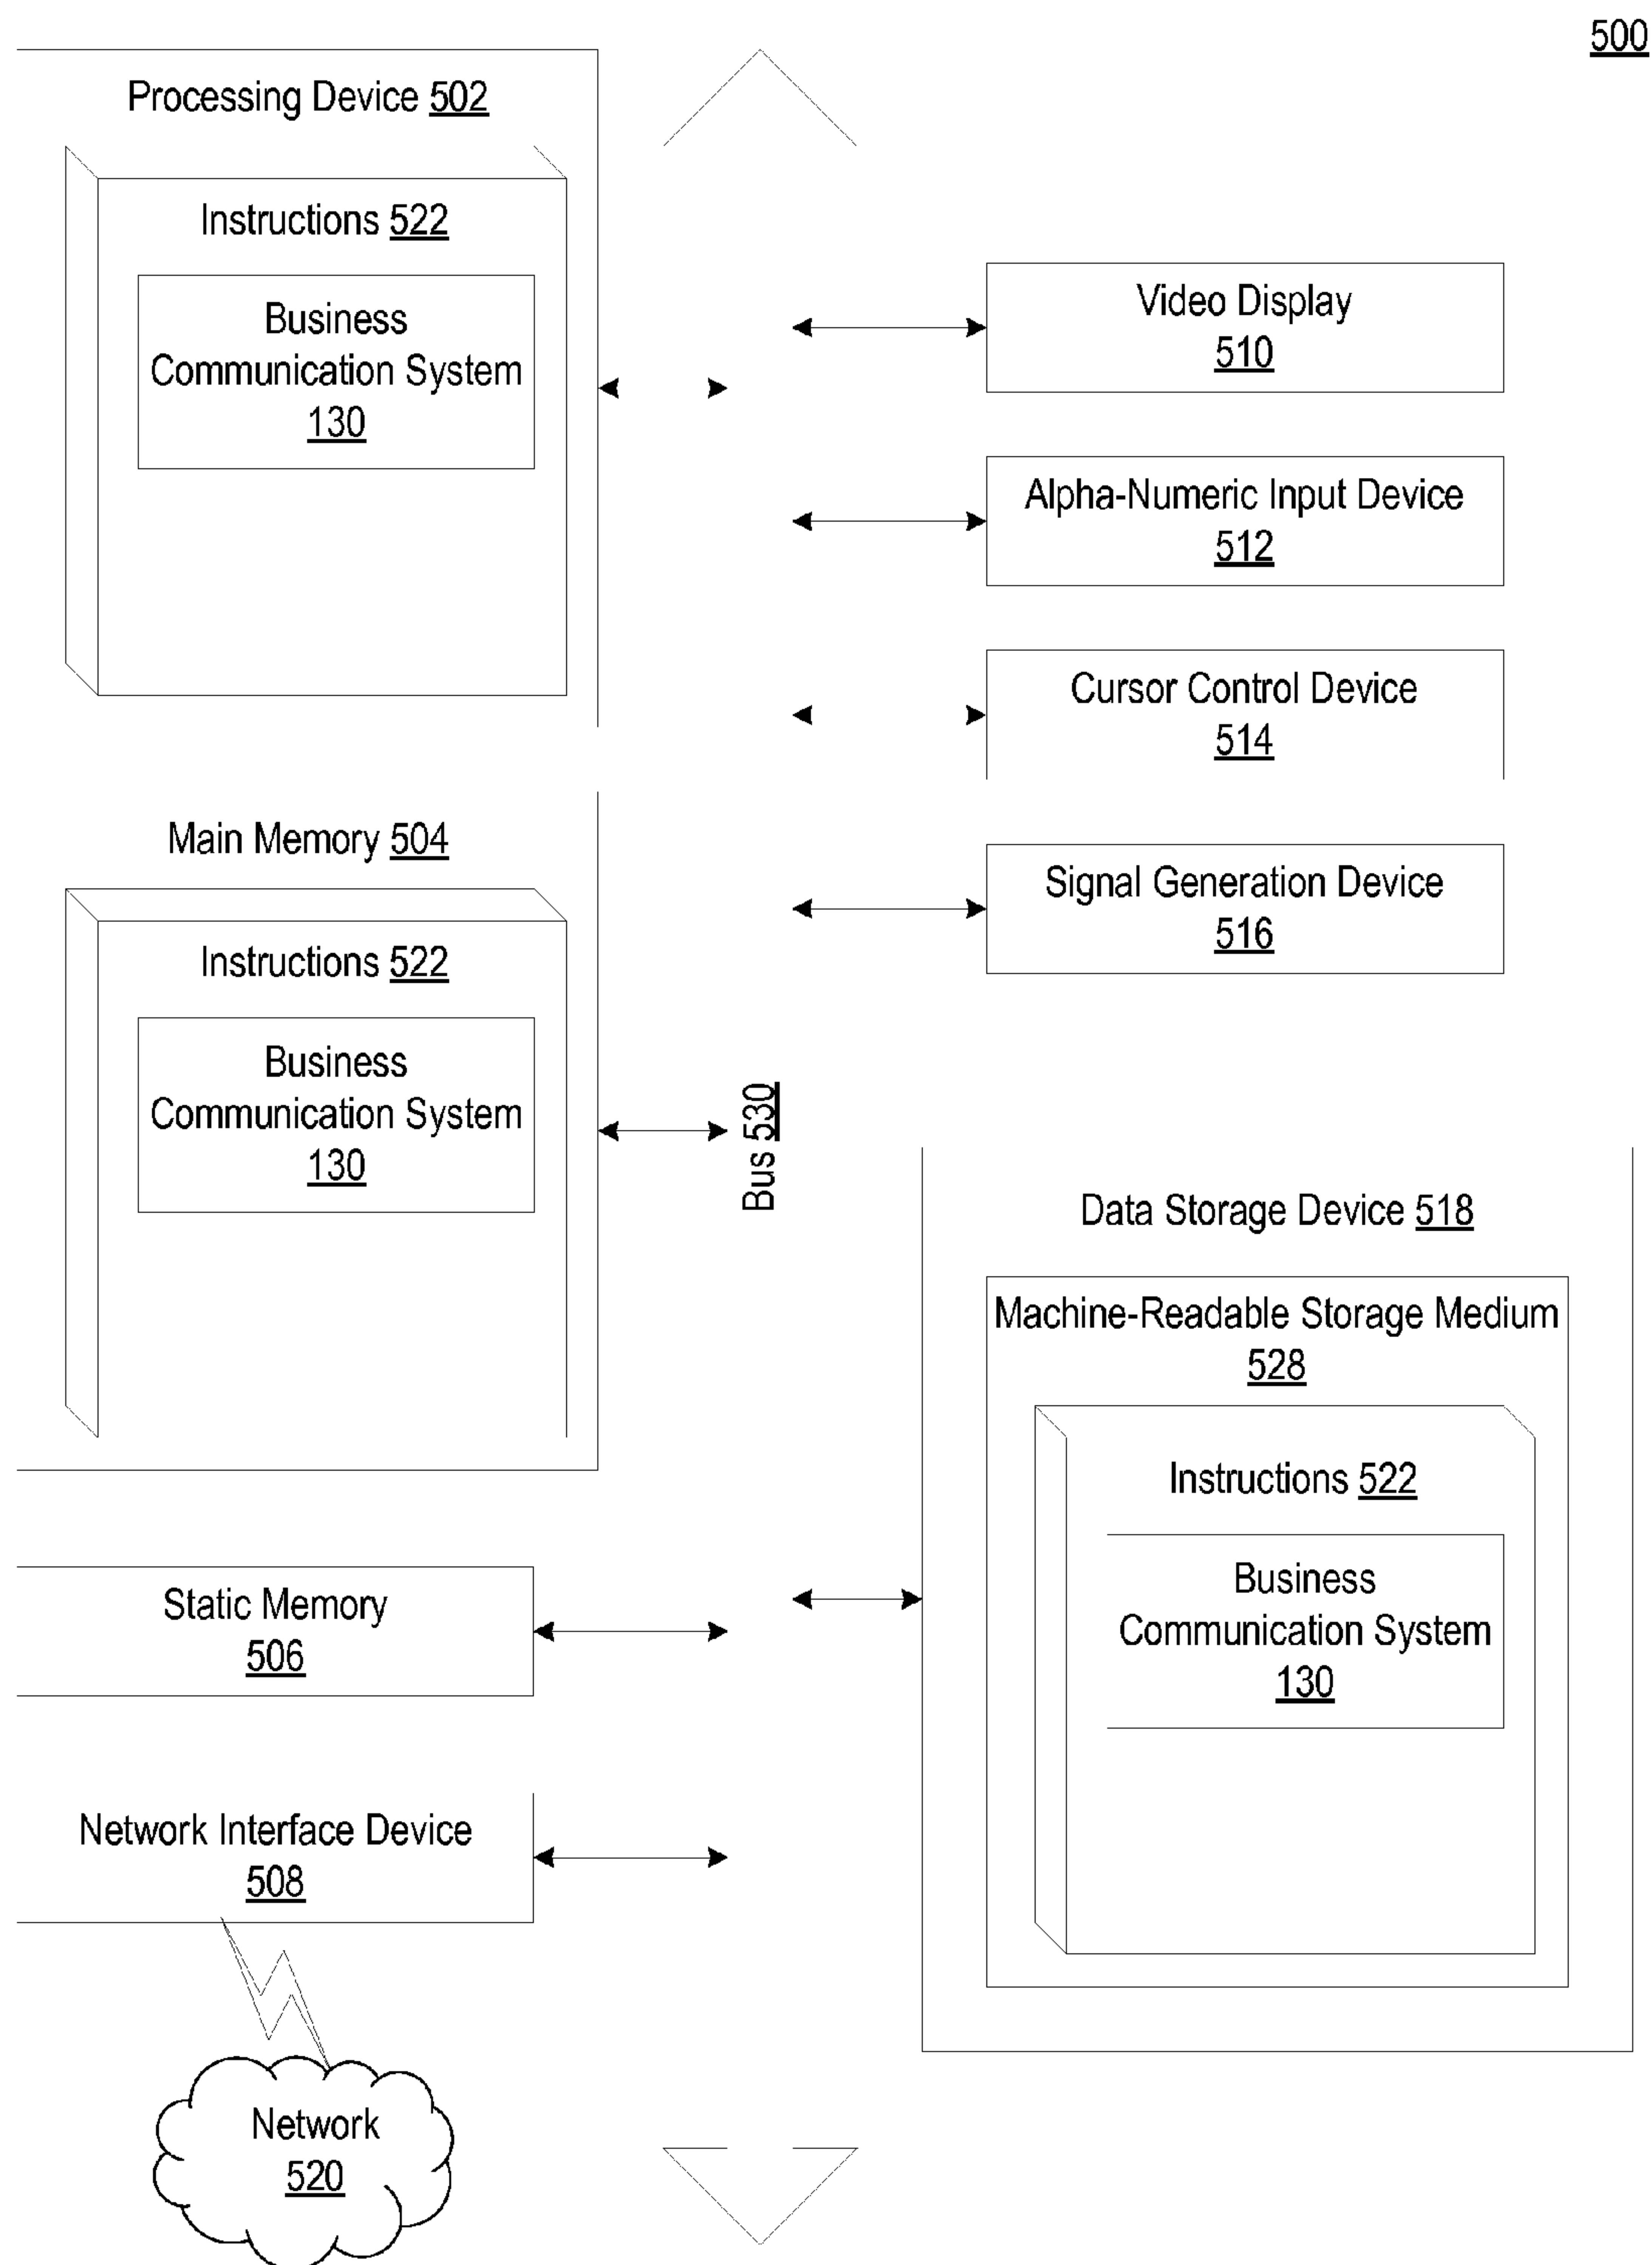 500
Processing Device 502
Instructions 522
Business
Communication System
130
Video Display
510
Alpha-Numeric Input Device
512
Cursor Control Device
514
Main Memory 504
Instructions 522
Business
Communication System
130
Signal Generation Device
516
Bus 530
Data Storage Device 518
Machine-Readable Storage Medium
528
Instructions 522
Business
Communication System
130
Static Memory
506
Network Interface Device
508
Network
520